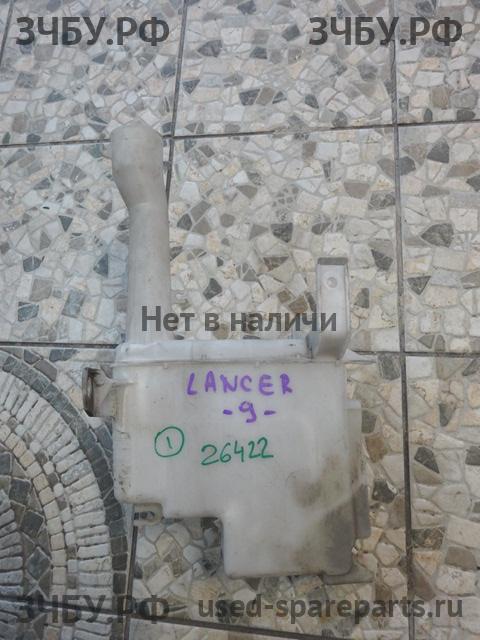 ЗЧБУ.РФ ЗЧБУ.РФ
Нет в наличи
LANCER
-9-
1 26422
ЗЧБУ.РФ used-spareparts.ru